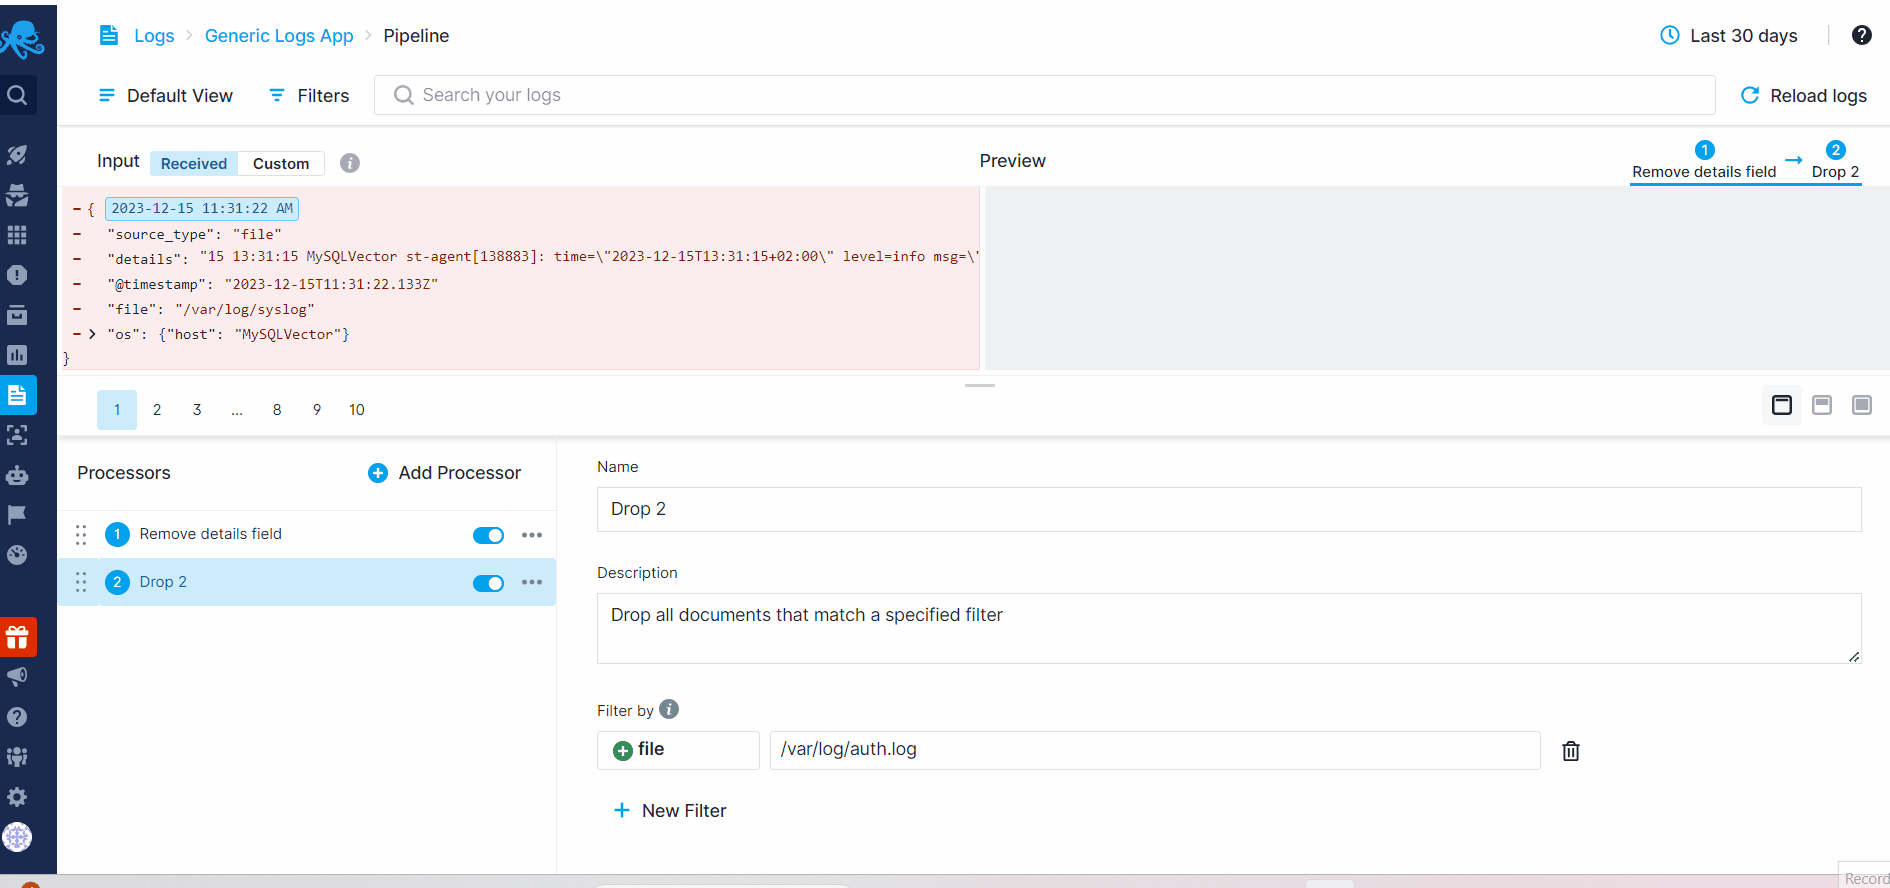 Logs > Generic Logs App > Pipeline
Last 30 days
Default View
Filters
Search your logs
Reload logs
Input
Received
Custom
Preview
1
Remove details field
2
Drop 2
- { 2023-12-15 11:31:22 AM
- "source_type": "file"
- "details": "15 13:31:15 MySQLVector st-agent[138883]: time=\"2023-12-15T13:31:15+02:00\" level=info msg=\"
- "@timestamp": "2023-12-15T11:31:22.133Z"
- "file": "/var/log/syslog"
- > "os": {"host": "MySQLVector"}
}
1 2 3 ... 8 9 10
Processors
Add Processor
1 Remove details field
2 Drop 2
Name
Drop 2
Description
Drop all documents that match a specified filter
Filter by
file
/var/log/auth.log
New Filter
Record